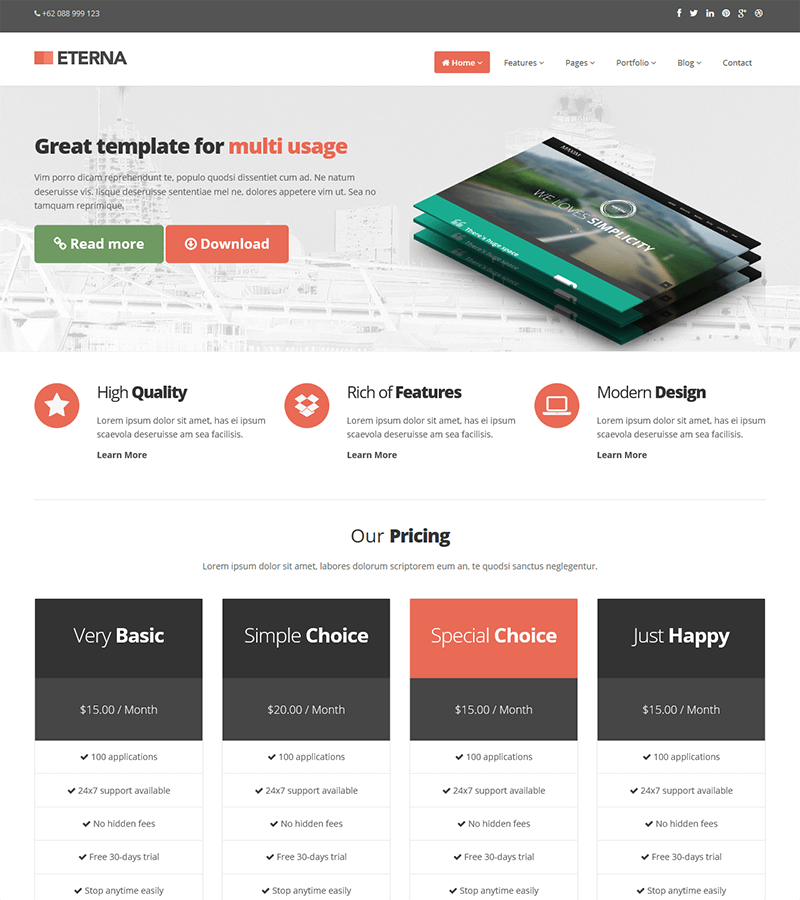 +62 088 999 123
ETERNA
Home
Features
Pages
Portfolio
Blog
Contact
Great template for multi usage
Vim porro dicam reprehendunt te, populo quodsi dissentiet cum ad. Ne natum
deseruisse vis. Iisque deseruisse sententiae mel ne, dolores appetere vim ut. Sea no
tamquam reprimique.
Read more
Download
WE LOVES SIMPLICITY
There's huge space
There's huge space
High Quality
Lorem ipsum dolor sit amet, has ei ipsum
scaevola deseruisse am sea facilisis.
Learn More
Rich of Features
Lorem ipsum dolor sit amet, has ei ipsum
scaevola deseruisse am sea facilisis.
Learn More
Modern Design
Lorem ipsum dolor sit amet, has ei ipsum
scaevola deseruisse am sea facilisis.
Learn More
Our Pricing
Lorem ipsum dolor sit amet, labores dolorum scriptorem eum an, te quodsi sanctus neglegentur.
Very Basic
$15.00 / Month
100 applications
24x7 support available
No hidden fees
Free 30-days trial
Stop anytime easily
Simple Choice
$20.00 / Month
100 applications
24x7 support available
No hidden fees
Free 30-days trial
Stop anytime easily
Special Choice
$15.00 / Month
100 applications
24x7 support available
No hidden fees
Free 30-days trial
Stop anytime easily
Just Happy
$15.00 / Month
100 applications
24x7 support available
No hidden fees
Free 30-days trial
Stop anytime easily